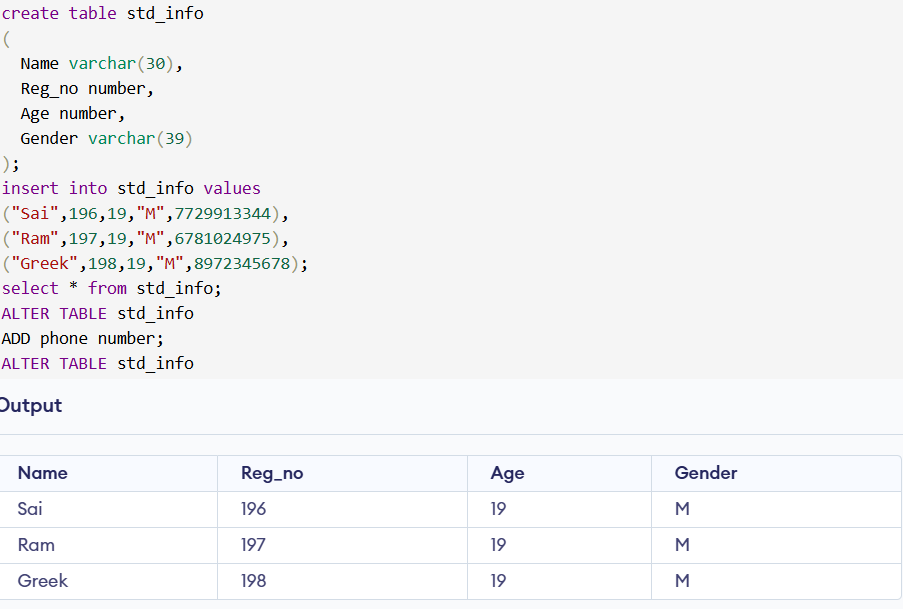 create table std_info
(
  Name varchar(30),
  Reg_no number,
  Age number,
  Gender varchar(39)
);
insert into std_info values
("Sai",196,19,"M",7729913344),
("Ram",197,19,"M",6781024975),
("Greek",198,19,"M",8972345678);
select * from std_info;
ALTER TABLE std_info
ADD phone number;
ALTER TABLE std_info
Output
Name Reg_no Age Gender
Sai 196 19 M
Ram 197 19 M
Greek 198 19 M